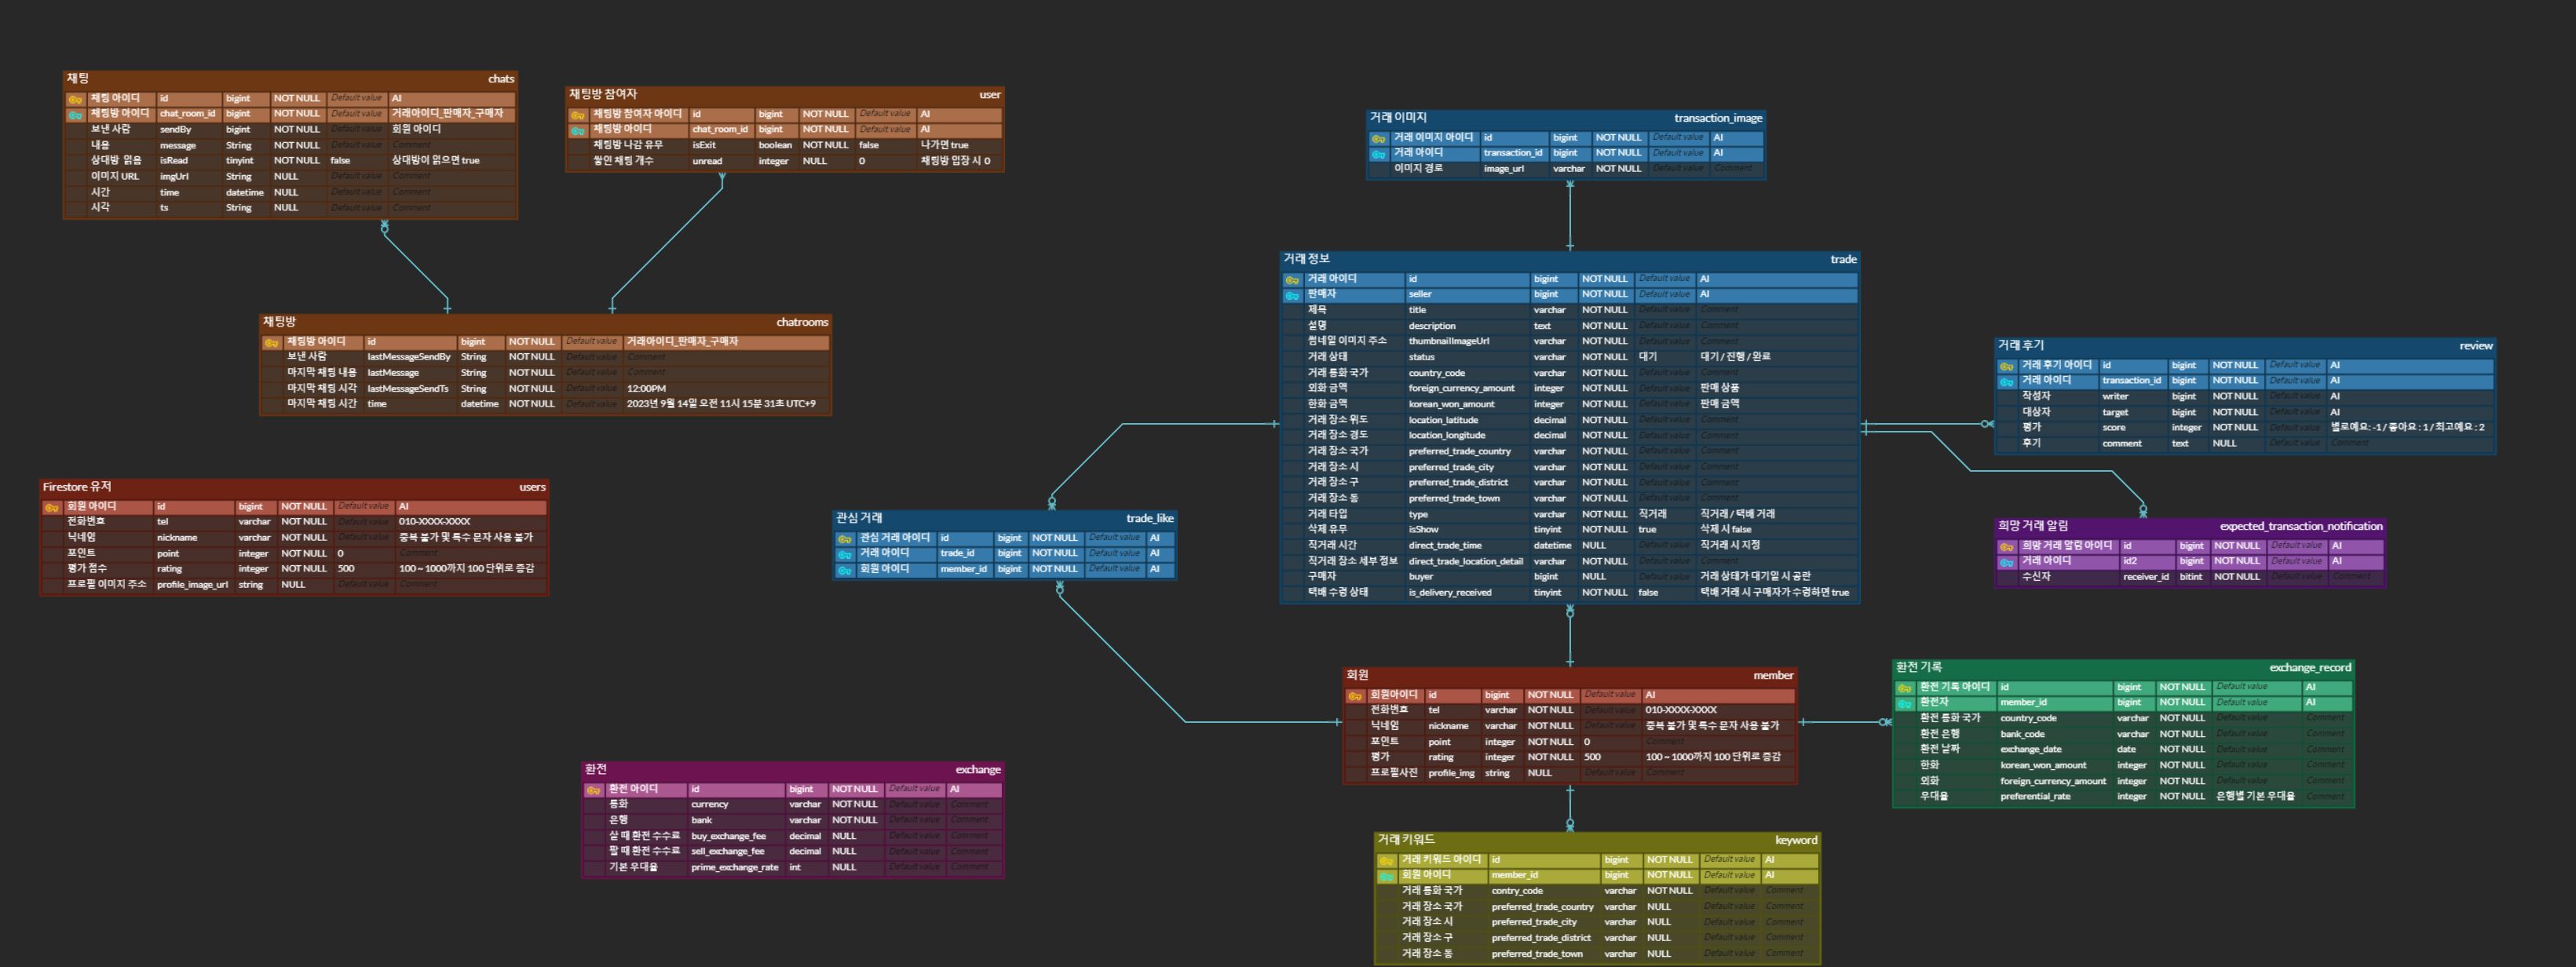 채팅 chats
채팅 아이디 id bigint NOT NULL Default value AI
채팅방 아이디 chat_room_id bigint NOT NULL Default value 거래아이디_판매자_구매자
보낸 사람 sendBy bigint NOT NULL Default value 회원 아이디
내용 message String NOT NULL Default value Comment
상대방 읽음 isRead tinyint NOT NULL false 상대방이 읽으면 true
이미지 URL imgUrl String NULL Default value Comment
시간 time datetime NULL Default value Comment
시각 ts String NULL Default value Comment
채팅방 참여자 user
채팅방 참여자 아이디 id bigint NOT NULL Default value AI
채팅방 아이디 chat_room_id bigint NOT NULL Default value AI
채팅방 나감 유무 isExit boolean NOT NULL false 나가면 true
쌓인 채팅 개수 unread integer NULL 0 채팅방 입장 시 0
거래 이미지 transaction_image
거래 이미지 아이디 id bigint NOT NULL Default value AI
거래 아이디 transaction_id bigint NOT NULL Default value AI
이미지 경로 image_url varchar NOT NULL Default value Comment
거래 정보 trade
거래 아이디 id bigint NOT NULL Default value AI
판매자 seller bigint NOT NULL Default value AI
제목 title varchar NOT NULL Default value Comment
설명 description text NOT NULL Default value Comment
썸네일 이미지 주소 thumbnailImageUrl varchar NOT NULL Default value Comment
거래 상태 status varchar NOT NULL 대기 대기 / 진행 / 완료
거래 통화 국가 country_code varchar NOT NULL Default value Comment
외화 금액 foreign_currency_amount integer NOT NULL Default value 판매 상품
한화 금액 korean_won_amount integer NOT NULL Default value 판매 금액
거래 장소 위도 location_latitude decimal NOT NULL Default value Comment
거래 장소 경도 location_longitude decimal NOT NULL Default value Comment
거래 장소 국가 preferred_trade_country varchar NOT NULL Default value Comment
거래 장소 시 preferred_trade_city varchar NOT NULL Default value Comment
거래 장소 구 preferred_trade_district varchar NOT NULL Default value Comment
거래 장소 동 preferred_trade_town varchar NOT NULL Default value Comment
거래 타입 type varchar NOT NULL 직거래 직거래 / 택배 거래
삭제 유무 isShow tinyint NOT NULL true 삭제 시 false
직거래 시간 direct_trade_time datetime NULL Default value 직거래 시 지정
직거래 장소 세부 정보 direct_trade_location_detail varchar NOT NULL Default value Comment
구매자 buyer bigint NULL Default value 거래 상태가 대기일 시 공란
택배 수령 상태 is_delivery_received tinyint NOT NULL false 택배 거래 시 구매자가 수령하면 true
채팅방 chatrooms
채팅방 아이디 id bigint NOT NULL Default value 거래아이디_판매자_구매자
보낸 사람 lastMessageSendBy String NOT NULL Default value Comment
마지막 채팅 내용 lastMessage String NOT NULL Default value Comment
마지막 채팅 시각 lastMessageSendTs String NOT NULL Default value 12:00PM
마지막 채팅 시간 time datetime NOT NULL Default value 2023년 9월 14일 오전 11시 15분 31초 UTC+9
거래 후기 review
거래 후기 아이디 id bigint NOT NULL Default value AI
거래 아이디 transaction_id bigint NOT NULL Default value AI
작성자 writer bigint NOT NULL Default value AI
대상자 target bigint NOT NULL Default value AI
평가 score integer NOT NULL Default value 별로예요: -1 / 좋아요 : 1 / 최고예요 : 2
후기 comment text NULL Default value Comment
Firestore 유저 users
회원 아이디 id bigint NOT NULL Default value AI
전화번호 tel varchar NOT NULL Default value 010-XXXX-XXXX
닉네임 nickname varchar NOT NULL Default value 중복 불가 및 특수 문자 사용 불가
포인트 point integer NOT NULL 0 Comment
평가 점수 rating integer NOT NULL 500 100 ~ 1000까지 100 단위로 증감
프로필 이미지 주소 profile_image_url string NULL Default value Comment
관심 거래 trade_like
관심 거래 아이디 id bigint NOT NULL Default value AI
거래 아이디 trade_id bigint NOT NULL Default value AI
회원 아이디 member_id bigint NOT NULL Default value AI
희망 거래 알림 expected_transaction_notification
희망 거래 알림 아이디 id bigint NOT NULL Default value AI
거래 아이디 id2 bigint NOT NULL Default value AI
수신자 receiver_id bitint NOT NULL Default value Comment
회원 member
회원아이디 id bigint NOT NULL Default value AI
전화번호 tel varchar NOT NULL Default value 010-XXXX-XXXX
닉네임 nickname varchar NOT NULL Default value 중복 불가 및 특수 문자 사용 불가
포인트 point integer NOT NULL 0 Comment
평가 rating integer NOT NULL 500 100 ~ 1000까지 100 단위로 증감
프로필사진 profile_img string NULL Default value Comment
환전 기록 exchange_record
환전 기록 아이디 id bigint NOT NULL Default value AI
환전자 member_id bigint NOT NULL Default value AI
환전 통화 국가 country_code varchar NOT NULL Default value Comment
환전 은행 bank_code varchar NOT NULL Default value Comment
환전 날짜 exchange_date date NOT NULL Default value Comment
한화 korean_won_amount integer NOT NULL Default value Comment
외화 foreign_currency_amount integer NOT NULL Default value Comment
우대율 preferential_rate integer NOT NULL 은행별 기본 우대율 Comment
환전 exchange
환전 아이디 id bigint NOT NULL Default value AI
통화 currency varchar NOT NULL Default value Comment
은행 bank varchar NOT NULL Default value Comment
살 때 환전 수수료 buy_exchange_fee decimal NULL Default value Comment
팔 때 환전 수수료 sell_exchange_fee decimal NULL Default value Comment
기본 우대율 prime_exchange_rate int NULL Default value Comment
거래 키워드 keyword
거래 키워드 아이디 id bigint NOT NULL Default value AI
회원 아이디 member_id bigint NOT NULL Default value AI
거래 통화 국가 contry_code varchar NOT NULL Default value Comment
거래 장소 국가 preferred_trade_country varchar NULL Default value Comment
거래 장소 시 preferred_trade_city varchar NULL Default value Comment
거래 장소 구 preferred_trade_district varchar NULL Default value Comment
거래 장소 동 preferred_trade_town varchar NULL Default value Comment